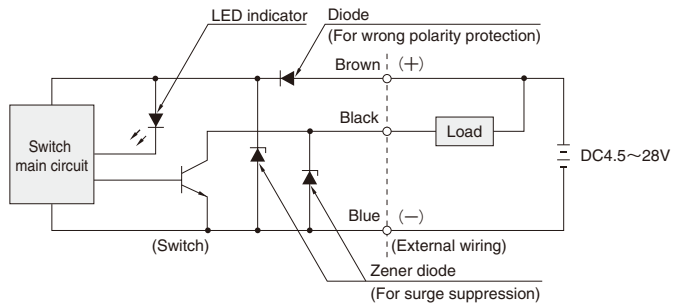 LED indicator
Diode
(For wrong polarity protection)
Brown (+)
Black
Load
Switch
main circuit
DC4.5～28V
Blue (—)
(Switch)
(External wiring)
Zener diode
(For surge suppression)